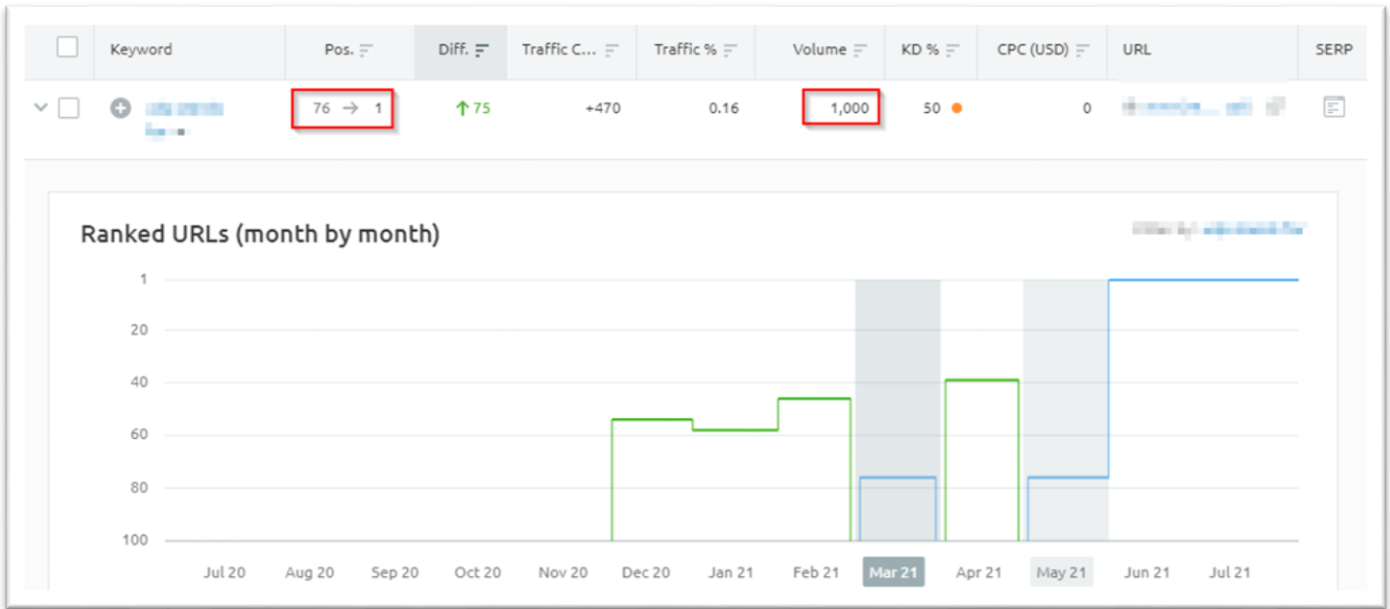 Keyword Pos. Diff. Traffic C... Traffic % Volume KD % CPC (USD) URL SERP
76 → 1 ↑ 75 +470 0.16 1,000 50 0
Ranked URLs (month by month)
1
20
40
60
80
100
Jul 20 Aug 20 Sep 20 Oct 20 Nov 20 Dec 20 Jan 21 Feb 21 Mar 21 Apr 21 May 21 Jun 21 Jul 21